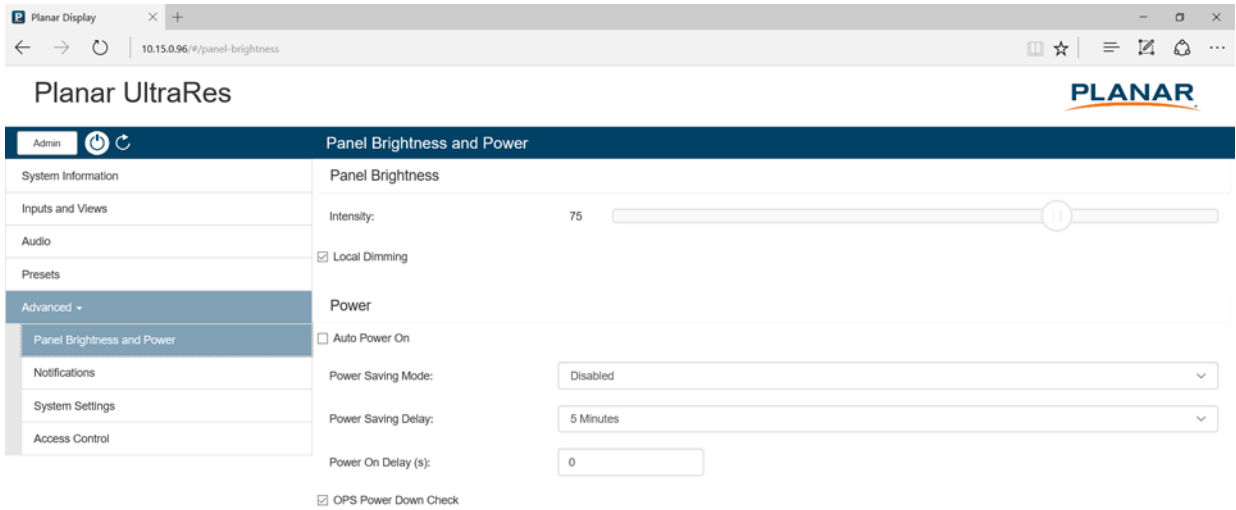 Planar Display
10.15.0.96/#/panel-brightness
Planar UltraRes
PLANAR
Admin
Panel Brightness and Power
System Information
Inputs and Views
Audio
Presets
Advanced
Panel Brightness and Power
Notifications
System Settings
Access Control
Panel Brightness
Intensity: 75
Local Dimming
Power
Auto Power On
Power Saving Mode: Disabled
Power Saving Delay: 5 Minutes
Power On Delay (s): 0
OPS Power Down Check